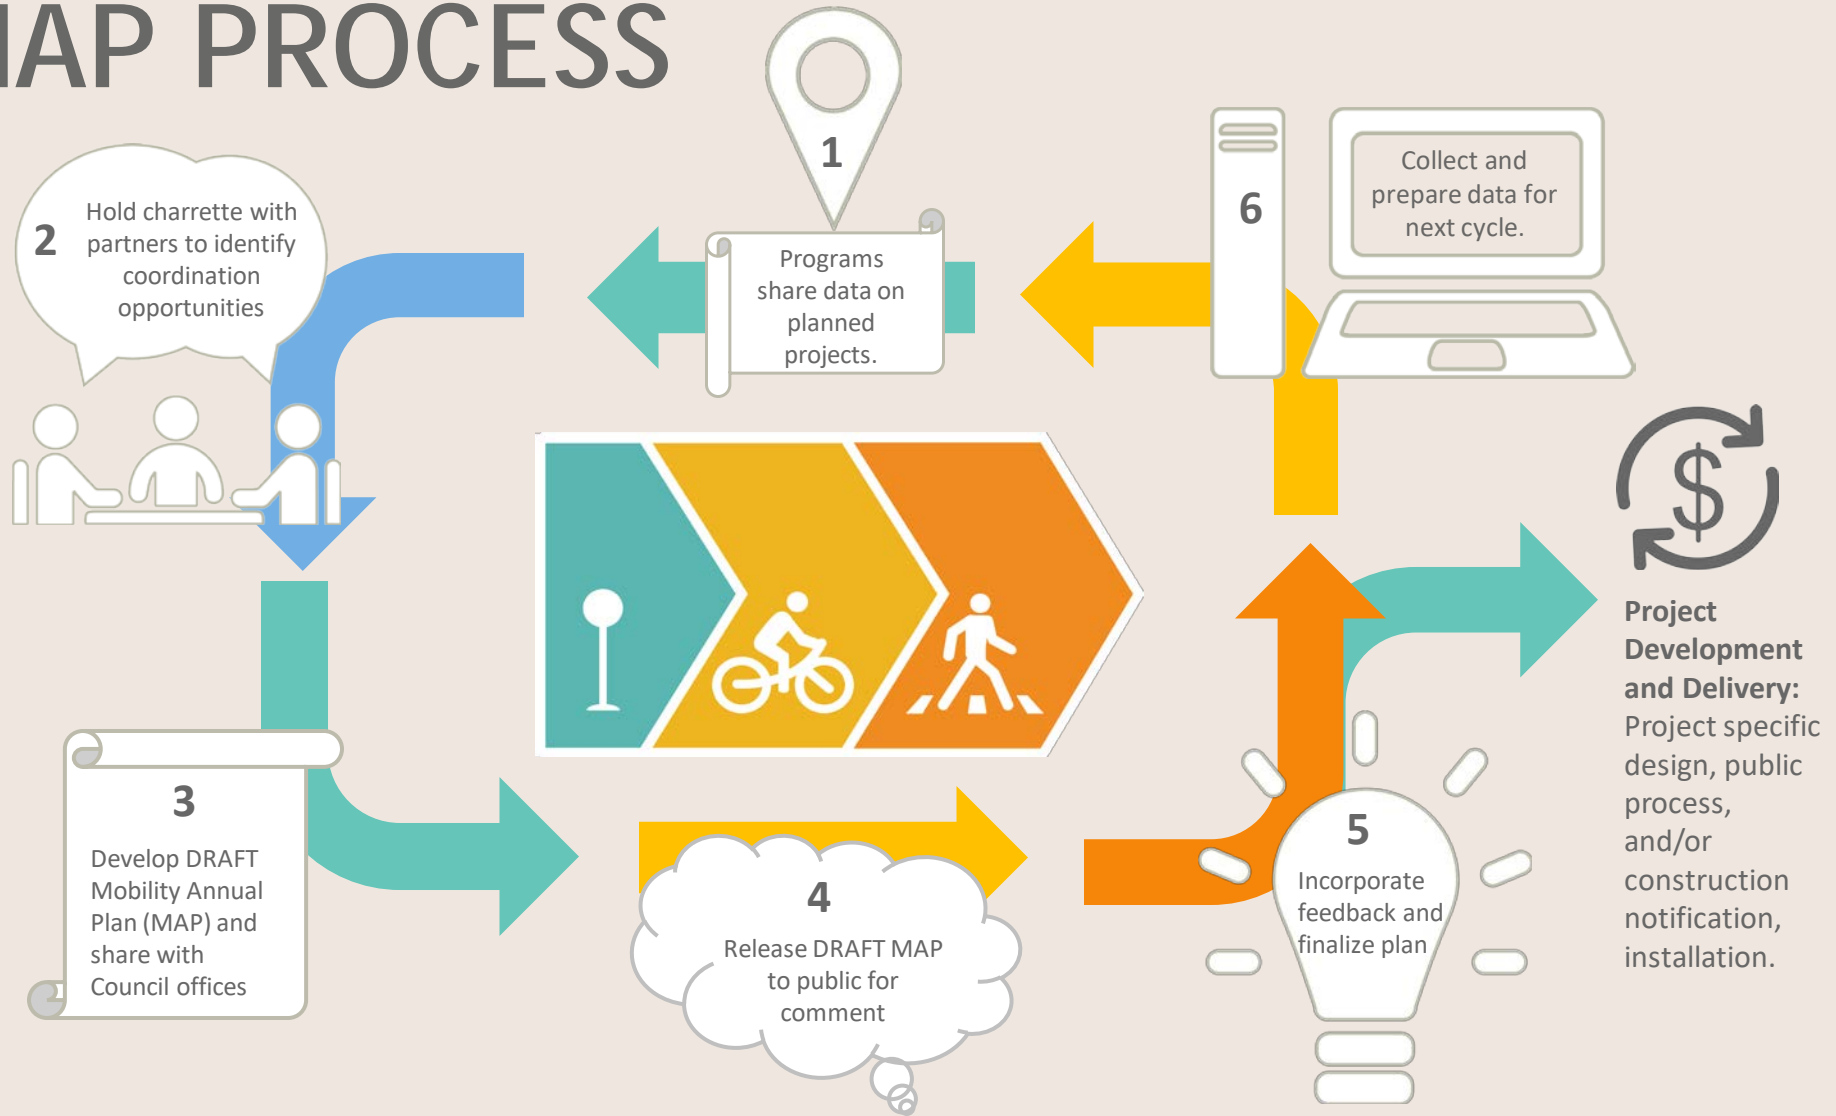 MAP PROCESS
1
Programs
share data on
planned
projects.
2
Hold charrette with
partners to identify
coordination
opportunities
3
Develop DRAFT
Mobility Annual
Plan (MAP) and
share with
Council offices
4
Release DRAFT MAP
to public for
comment
5
Incorporate
feedback and
finalize plan
6
Collect and
prepare data for
next cycle.
$
Project
Development
and Delivery:
Project specific
design, public
process,
and/or
construction
notification,
installation.